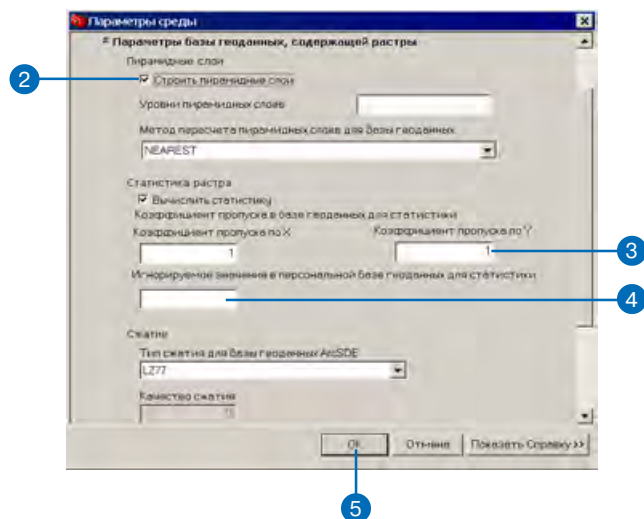 Параметры среды
Параметры базы геоданных, содержащей растры
Пирамидные слои
2
Строить пирамидные слои
Уровни пирамидных слоев
Метод пересчета пирамидных слоев для базы геоданных
NEAREST
Статистика растра
Вычислить статистику
Коэффициент пропуска в базе геоданных для статистики
Коэффициент пропуска по X Коэффициент пропуска по Y
1 1
3
Игнорируемое значение в персональной базе геоданных для статистики
4
Сжатие
Тип сжатия для базы геоданных ArcSDE
LZ77
Качество сжатия
OK Отмена Показать Справку >>
5